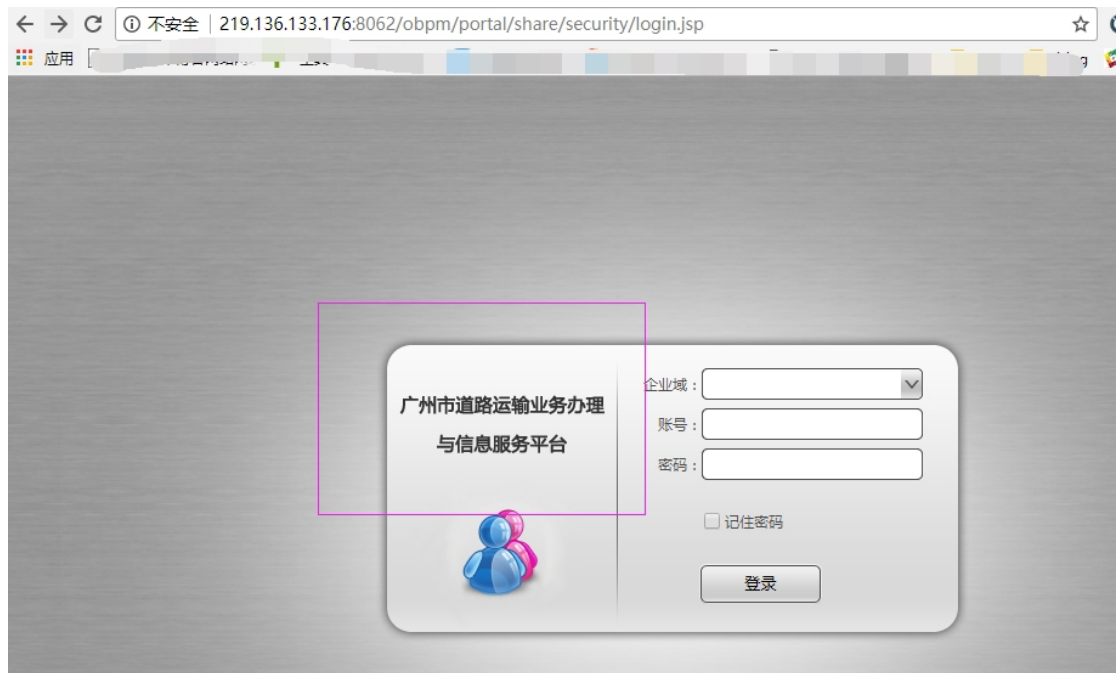 不安全 219.136.133.176:8062/obpm/portal/share/security/login.jsp
应用
广州市道路运输业务办理
与信息服务平台
企业域：
账号：
密码：
记住密码
登录